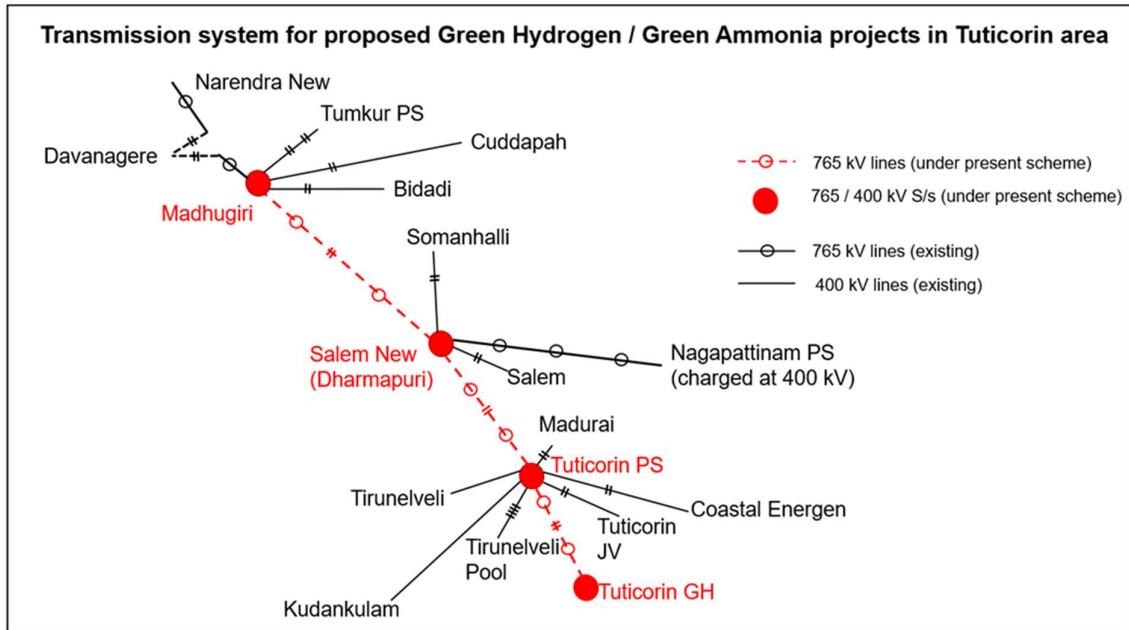 Transmission system for proposed Green Hydrogen / Green Ammonia projects in Tuticorin area
Narendra New
Tumkur PS
Cuddapah
Davanagere
Bidadi
Madhugiri
765 kV lines (under present scheme)
765 / 400 kV S/s (under present scheme)
765 kV lines (existing)
400 kV lines (existing)
Somanhalli
Salem New
(Dharmapuri)
Salem
Nagapattinam PS
(charged at 400 kV)
Madurai
Tuticorin PS
Tirunelveli
Coastal Energen
Tuticorin
JV
Tirunelveli
Pool
Kudankulam
Tuticorin GH